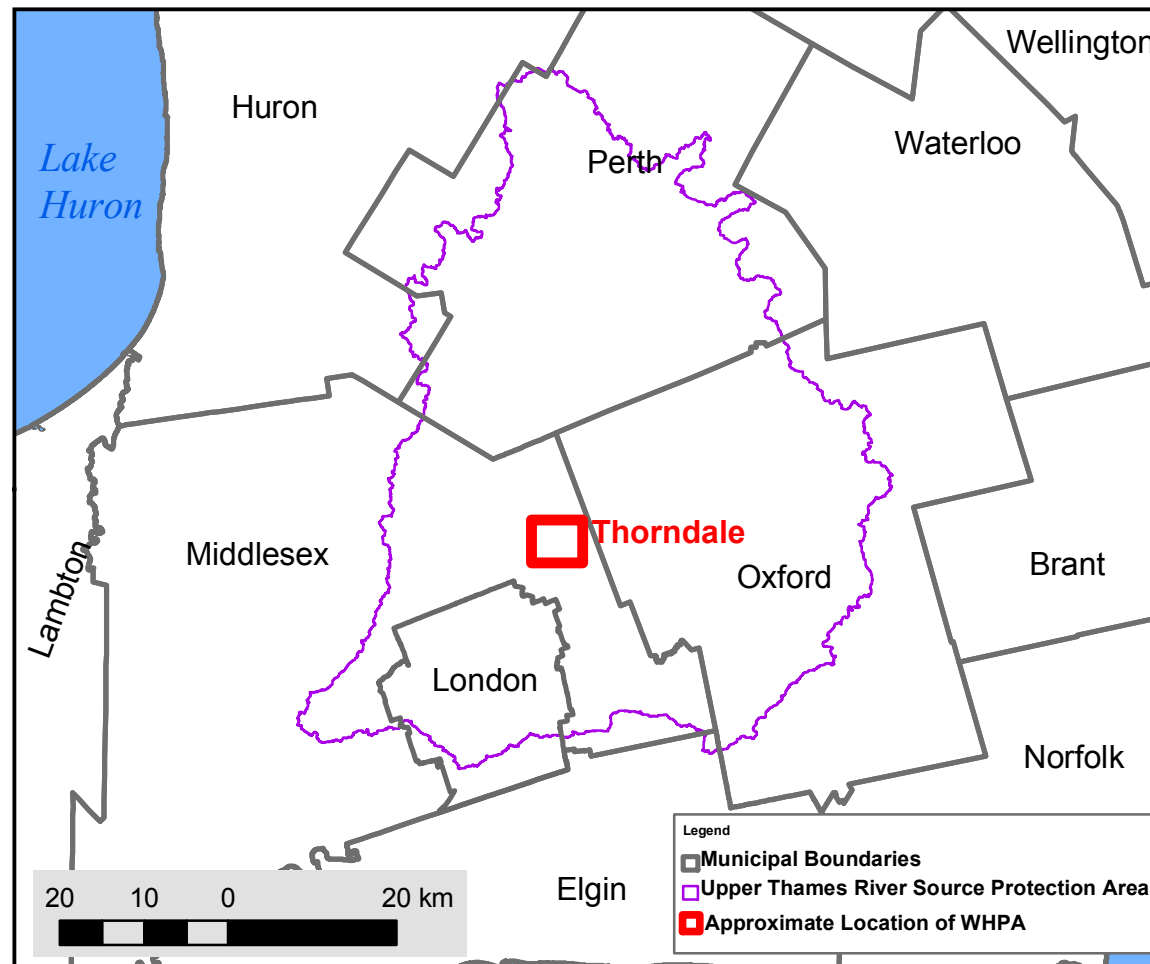 Wellington
Huron
Waterloo
Lake
Huron
Perth
Thorndale
Middlesex
Oxford
Brant
Lambton
London
Norfolk
Elgin
Legend
Municipal Boundaries
Upper Thames River Source Protection Area
Approximate Location of WHPA
20 10 0 20 km